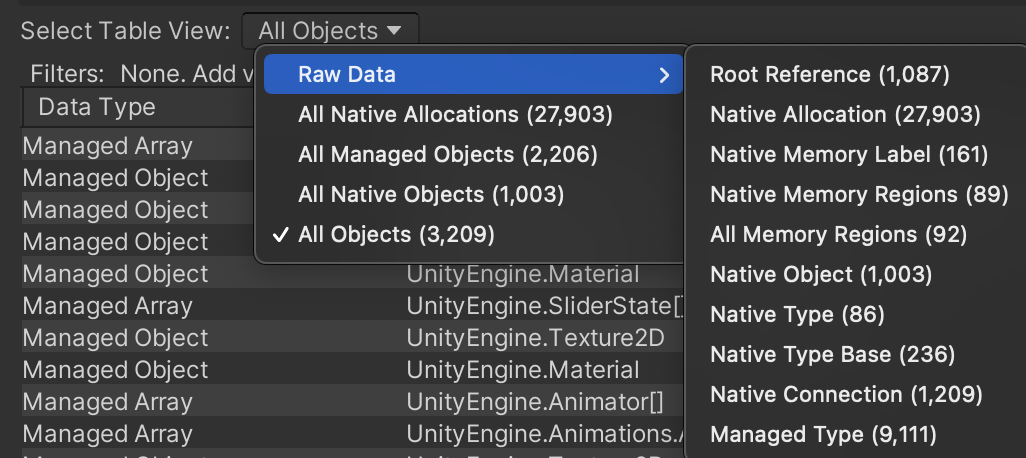 Select Table View: All Objects
Filters: None. Add v
Data Type
Managed Array
Managed Object
Managed Object
Managed Object
Managed Object UnityEngine.Material
Managed Array UnityEngine.SliderState[]
Managed Object UnityEngine.Texture2D
Managed Object UnityEngine.Material
Managed Array UnityEngine.Animator[]
Managed Array UnityEngine.Animations.
Raw Data
All Native Allocations (27,903)
All Managed Objects (2,206)
All Native Objects (1,003)
✓ All Objects (3,209)
Root Reference (1,087)
Native Allocation (27,903)
Native Memory Label (161)
Native Memory Regions (89)
All Memory Regions (92)
Native Object (1,003)
Native Type (86)
Native Type Base (236)
Native Connection (1,209)
Managed Type (9,111)